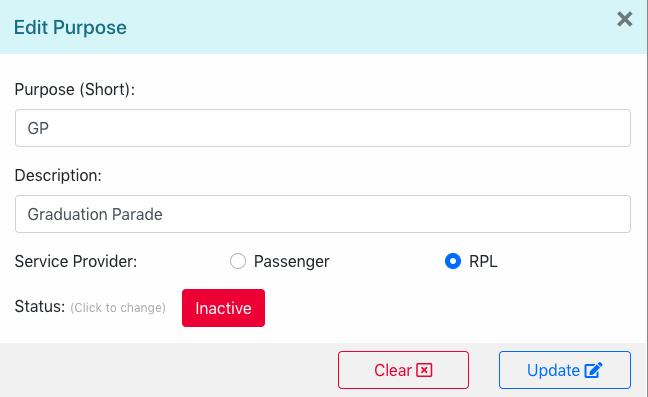 Edit Purpose
Purpose (Short):
GP
Description:
Graduation Parade
Service Provider: Passenger RPL
Status: (Click to change) Inactive
Clear Update